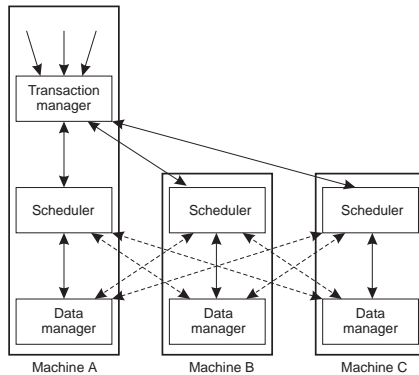 Transaction
manager
Scheduler
Scheduler
Scheduler
Data
manager
Data
manager
Data
manager
Machine A
Machine B
Machine C